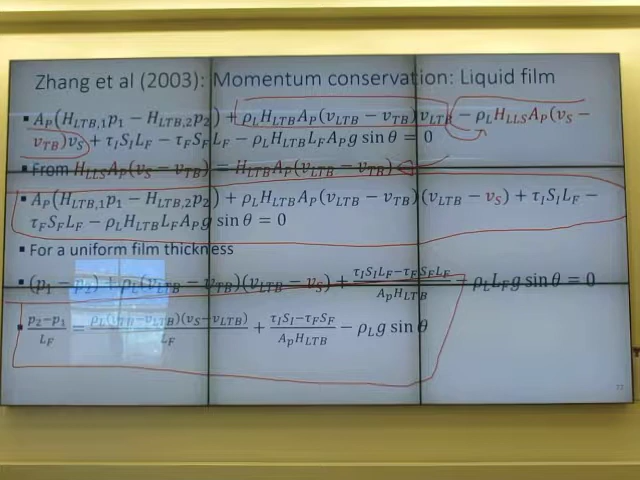 Zhang et al (2003): Momentum conservation: Liquid film
▪ A_P(H_{LTB,1}p_1 − H_{LTB,2}p_2) + ρ_L H_{LTB} A_P(v_{LTB} − v_{TB})v_{LTB} − ρ_L H_{LLS} A_P(v_S −
v_{TB})v_S + τ_I S_I L_F − τ_F S_F L_F − ρ_L H_{LTB} L_F A_P g sin θ = 0
▪ From H_{LLS} A_P(v_S − v_{TB}) = H_{LTB} A_P(v_{LTB} − v_{TB})
▪ A_P(H_{LTB,1}p_1 − H_{LTB,2}p_2) + ρ_L H_{LTB} A_P(v_{LTB} − v_{TB})(v_{LTB} − v_S) + τ_I S_I L_F −
τ_F S_F L_F − ρ_L H_{LTB} L_F A_P g sin θ = 0
▪ For a uniform film thickness
▪ (p_1 − p_2) + ρ_L(v_{LTB} − v_{TB})(v_{LTB} − v_S) + \frac{τ_I S_I L_F − τ_F S_F L_F}{A_p H_{LTB}} − ρ_L L_F g sin θ = 0
▪ \frac{p_2 − p_1}{L_F} = \frac{ρ_L(v_{TB} − v_{LTB})(v_S − v_{LTB})}{L_F} + \frac{τ_I S_I − τ_F S_F}{A_p H_{LTB}} − ρ_L g sin θ
77